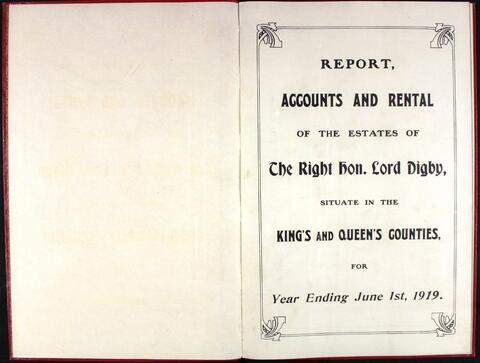 REPORT,
ACCOUNTS AND RENTAL
OF THE ESTATES OF
The Right Hon. Lord Digby,
SITUATE IN THE
KING'S AND QUEEN'S COUNTIES,
FOR
Year Ending June 1st, 1919.